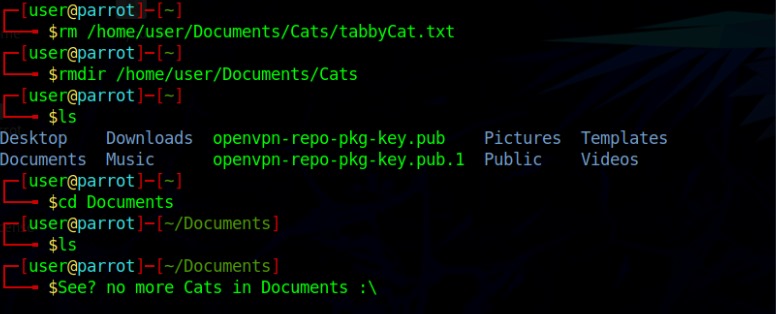 ┌─[user@parrot]─[~]
└──╼ $rm /home/user/Documents/Cats/tabbyCat.txt
┌─[user@parrot]─[~]
└──╼ $rmdir /home/user/Documents/Cats
┌─[user@parrot]─[~]
└──╼ $ls
Desktop    Downloads  openvpn-repo-pkg-key.pub    Pictures  Templates
Documents  Music      openvpn-repo-pkg-key.pub.1  Public    Videos
┌─[user@parrot]─[~]
└──╼ $cd Documents
┌─[user@parrot]─[~/Documents]
└──╼ $ls
┌─[user@parrot]─[~/Documents]
└──╼ $See? no more Cats in Documents :\